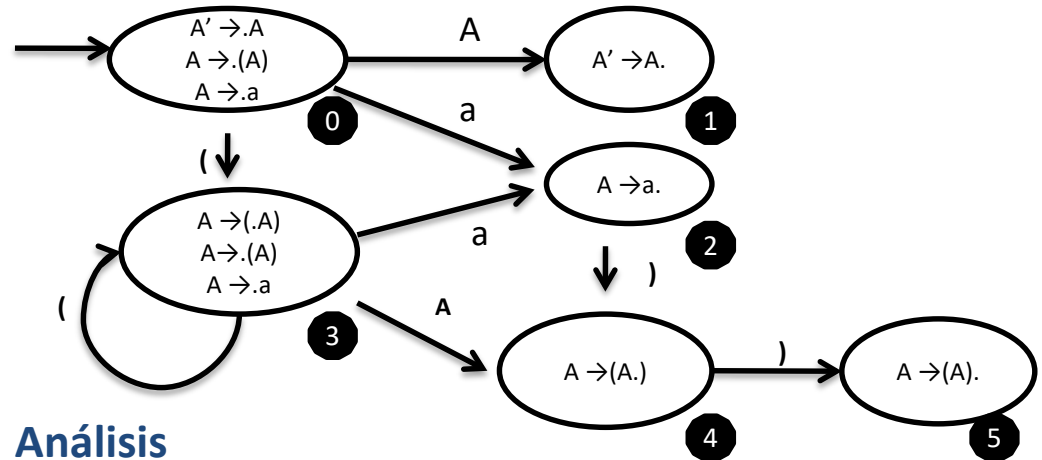 A' →.A
A →.(A)
A →.a
0
A
A' →A.
1
a
(
A →a.
2
A →(.A)
A→.(A)
A →.a
3
a
(
)
A
A →(A.)
4
)
A →(A).
5
Análisis